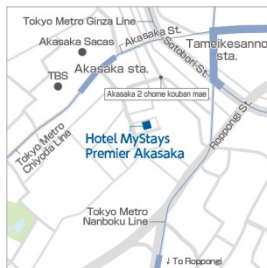 Tokyo Metro Ginza Line
Akasaka St.
Akasaka Sacas
Sotobori St.
Tameikesanno
sta.
TBS
Akasaka sta.
Akasaka 2 chome kouban mae
Hotel MyStays
Premier Akasaka
Roppongi St.
Tokyo Metro
Chiyoda Line
Tokyo Metro
Nanboku Line
To Roppongi